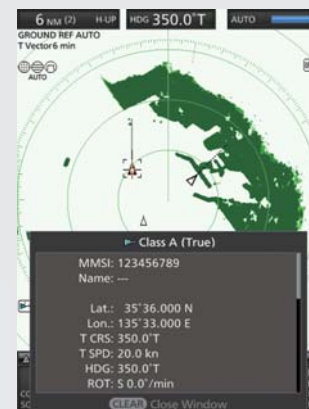 6 NM (2) H-UP HDG 350.0°T AUTO
GROUND REF AUTO
T Vector6 min
AUTO
Class A (True)
MMSI: 123456789
Name: ---
Lat.: 35°36.000 N
Lon.: 135°33.000 E
T CRS: 350.0°T
T SPD: 20.0 kn
HDG: 350.0°T
ROT: S 0.0°/min
CLEAR Close Window